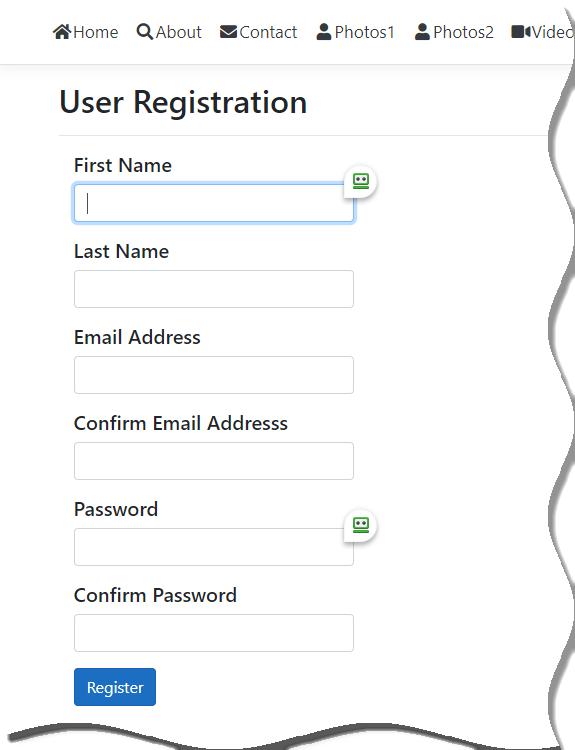 Home About Contact Photos1 Photos2 Video
User Registration
First Name
Last Name
Email Address
Confirm Email Addresss
Password
Confirm Password
Register